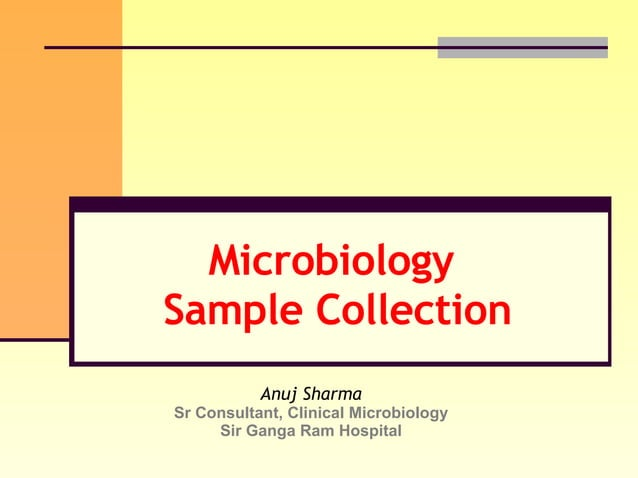 Microbiology
Sample Collection
Anuj Sharma
Sr Consultant, Clinical Microbiology
Sir Ganga Ram Hospital